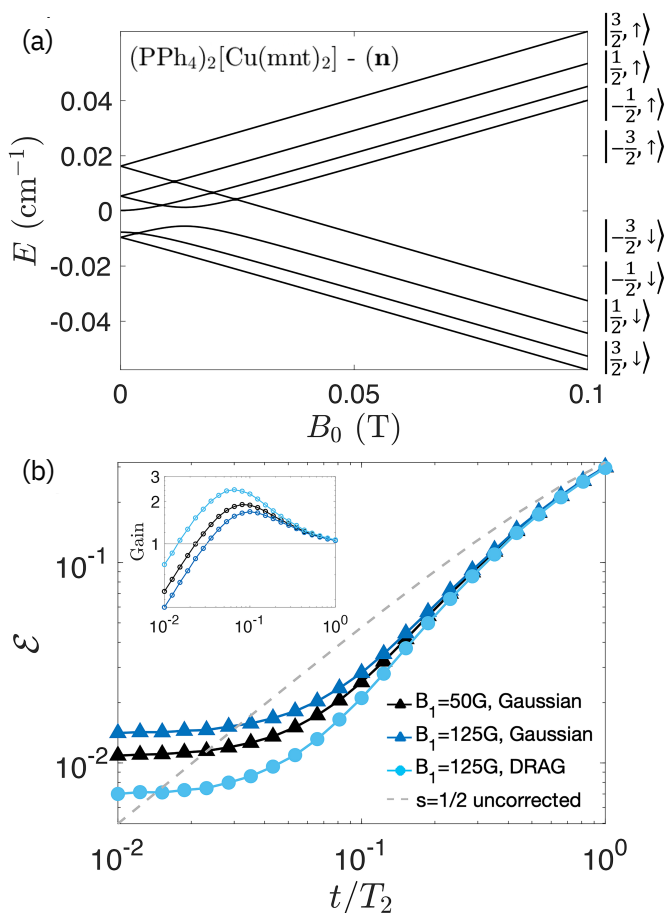 (a)
(PPh₄)₂[Cu(mnt)₂] - (n)
E (cm⁻¹)
0.04
0.02
0
-0.02
-0.04
0
0.05
0.1
B₀ (T)
|3/2, ↑⟩
|1/2, ↑⟩
|-1/2, ↑⟩
|-3/2, ↑⟩
|-3/2, ↓⟩
|-1/2, ↓⟩
|1/2, ↓⟩
|3/2, ↓⟩
(b)
ℰ
10⁻¹
10⁻²
Gain
3
2
1
10⁻²
10⁻¹
10⁰
B₁=50G, Gaussian
B₁=125G, Gaussian
B₁=125G, DRAG
s=1/2 uncorrected
10⁻²
10⁻¹
10⁰
t/T₂